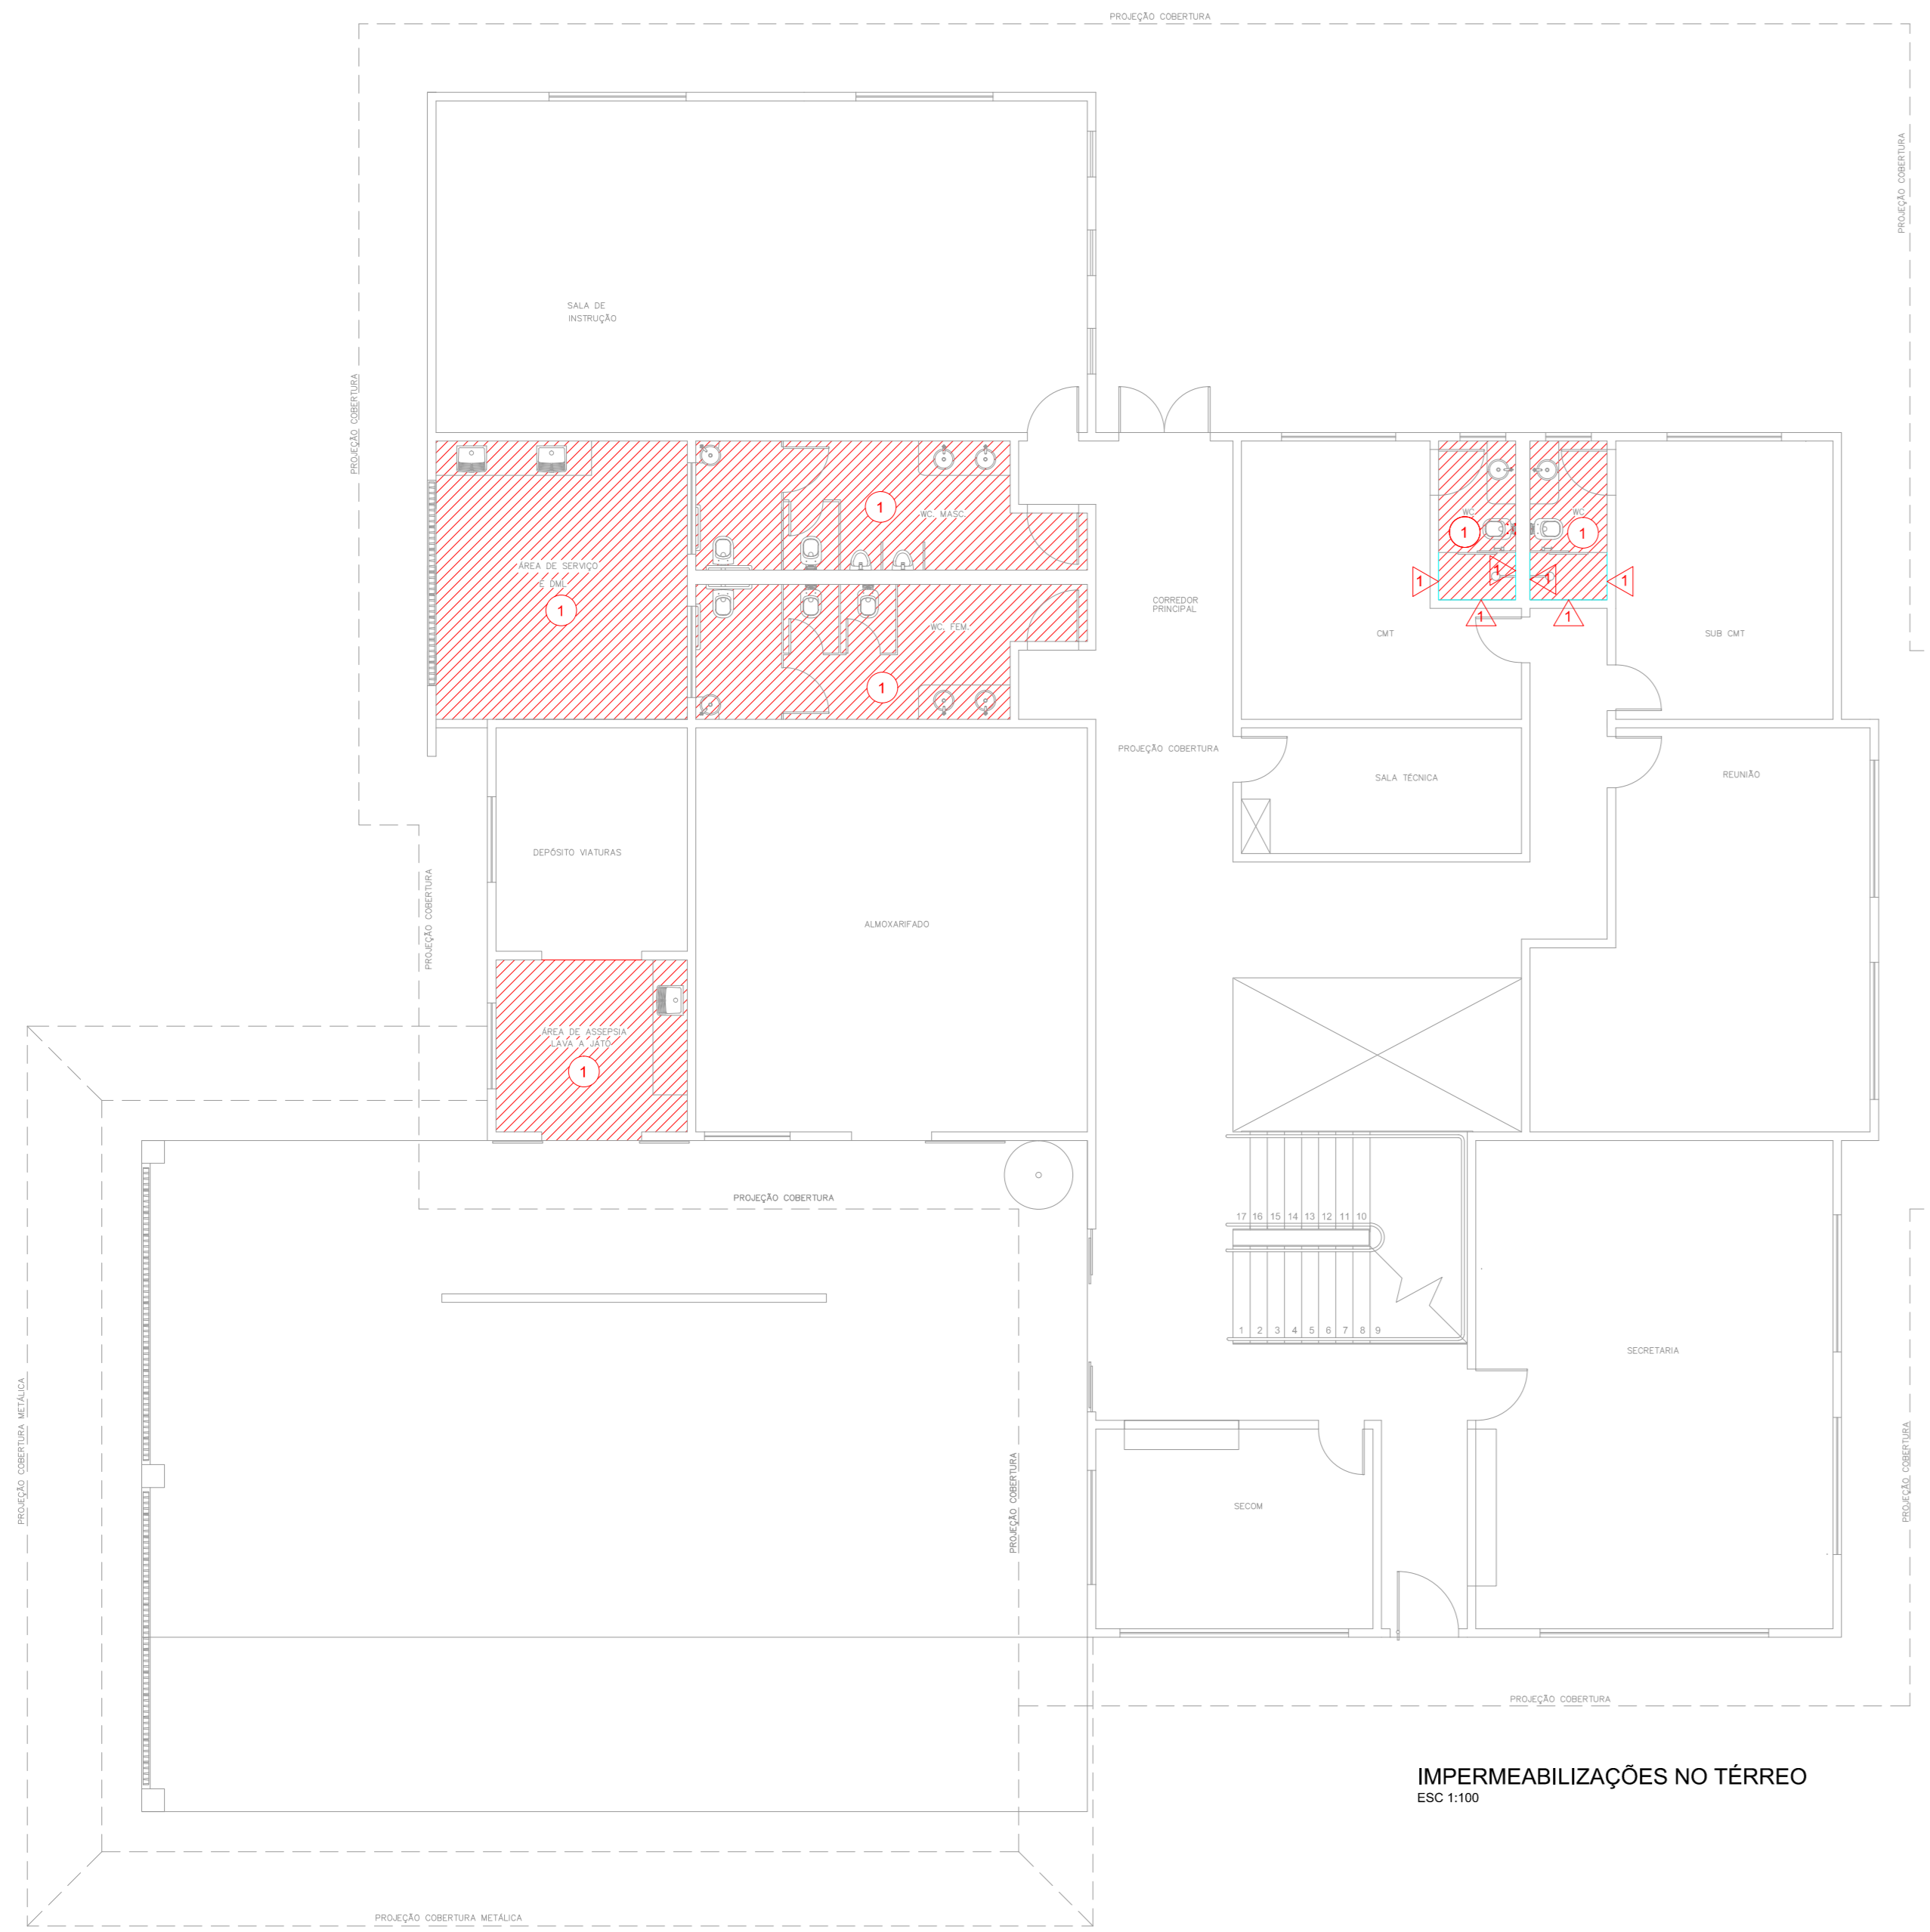 PROJEÇÃO COBERTURA
PROJEÇÃO COBERTURA
SALA DE
INSTRUÇÃO
PROJEÇÃO COBERTURA
1
WC. MASC.
WC.
1
WC.
1
ÁREA DE SERVIÇO
E DML
1
1
1
1
1
1
1
CORREDOR
PRINCIPAL
WC. FEM.
1
CMT
SUB CMT
PROJEÇÃO COBERTURA
SALA TÉCNICA
REUNIÃO
DEPÓSITO VIATURAS
PROJEÇÃO COBERTURA
ALMOXARIFADO
ÁREA DE ASSEPSIA
LAVA A JATO
1
PROJEÇÃO COBERTURA
17 16 15 14 13 12 11 10
1 2 3 4 5 6 7 8 9
SECRETARIA
PROJEÇÃO COBERTURA METÁLICA
PROJEÇÃO COBERTURA
SECOM
PROJEÇÃO COBERTURA
PROJEÇÃO COBERTURA
IMPERMEABILIZAÇÕES NO TÉRREO
ESC 1:100
PROJEÇÃO COBERTURA METÁLICA